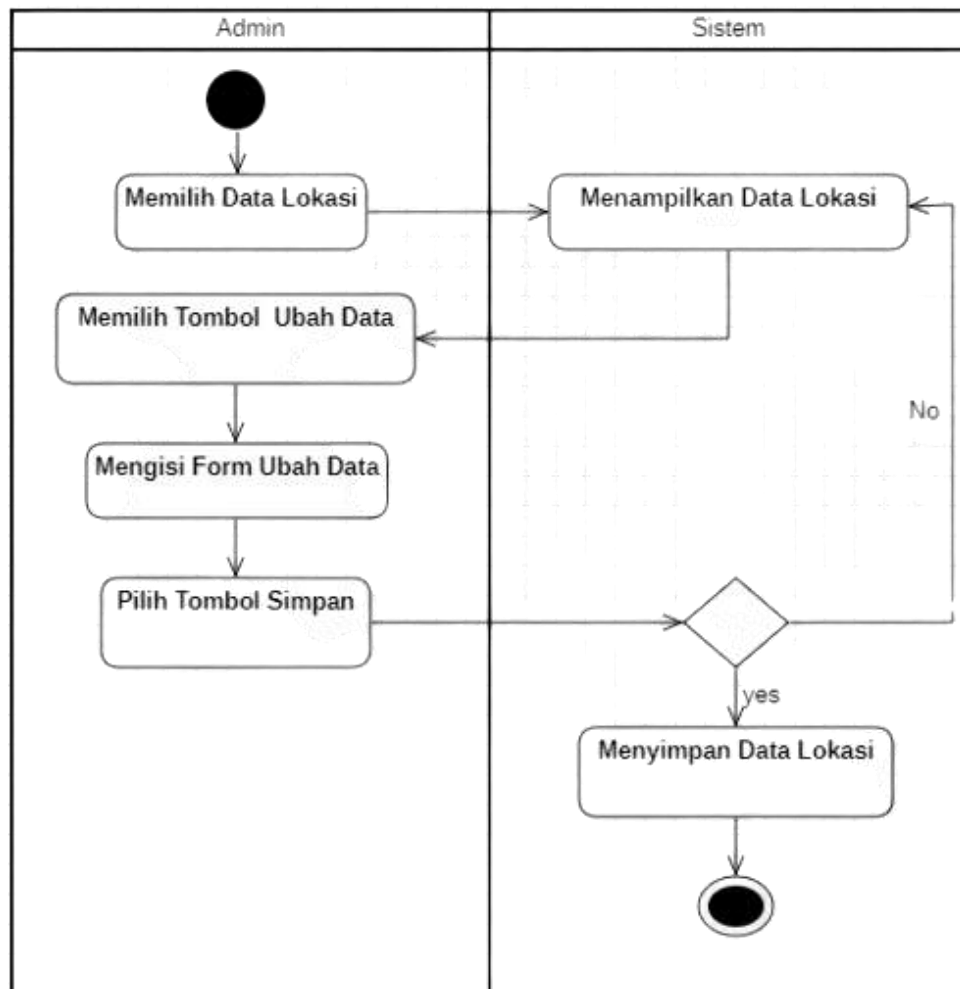 Admin
Sistem
Memilih Data Lokasi
Menampilkan Data Lokasi
Memilih Tombol Ubah Data
No
Mengisi Form Ubah Data
Pilih Tombol Simpan
yes
Menyimpan Data Lokasi